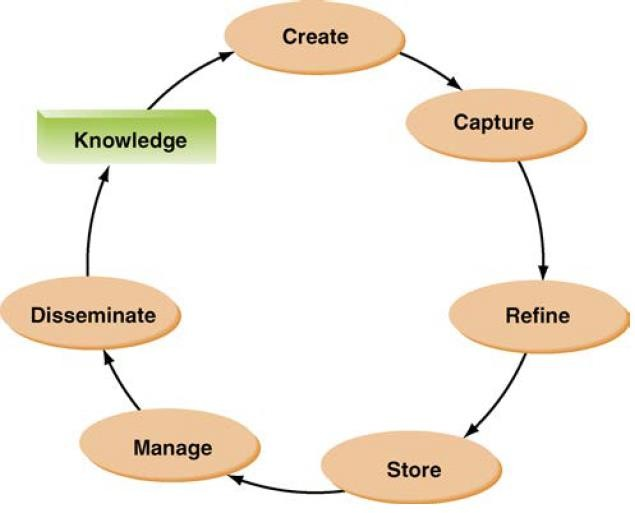 Create
Capture
Knowledge
Refine
Disseminate
Manage
Store